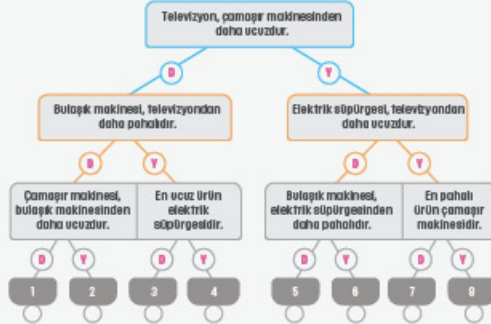 Televizyon, çamaşır makinesinden
daha ucuzdur.
D
Y
Bulaşık makinesi, televizyondan
daha pahalıdır.
Elektrik süpürgesi, televizyondan
daha ucuzdur.
D
Y
D
Y
Çamaşır makinesi,
bulaşık makinesinden
daha ucuzdur.
En ucuz ürün
elektrik
süpürgesidir.
Bulaşık makinesi,
elektrik süpürgesinden
daha pahalıdır.
En pahalı
ürün çamaşır
makinesidir.
D
Y
D
Y
D
Y
D
Y
1
2
3
4
5
6
7
8